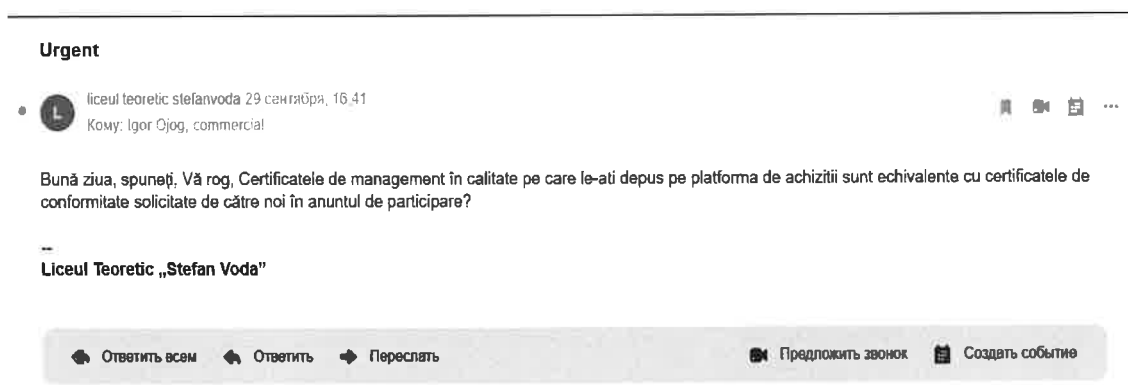 Urgent
liceul teoretic stefanvoda 29 сентября, 16:41
L
Кому: Igor Ojog, commercial
Bună ziua, spuneți, Vă rog, Certificatele de management în calitate pe care le-ati depus pe platforma de achizitii sunt echivalente cu certificatele de
conformitate solicitate de către noi în anuntul de participare?
--
Liceul Teoretic „Stefan Voda”
Ответить всем Ответить Переслать Предложить звонок Создать событие